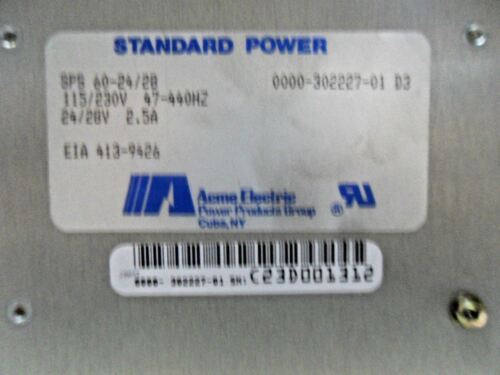 STANDARD POWER
SPS 60-24/28 0000-302227-01 D3
115/230V 47-440HZ
24/28V 2.5A
EIA 413-9426
Acme Electric
Power Products Group
Cuba, NY
®
0000- 302227-01 SN: C23D001312